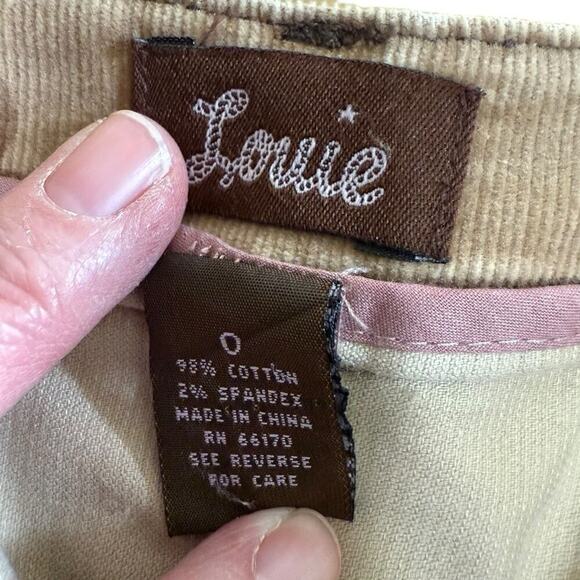 Louie
0
98% COTTON
2% SPANDEX
MADE IN CHINA
RN 66170
SEE REVERSE
FOR CARE